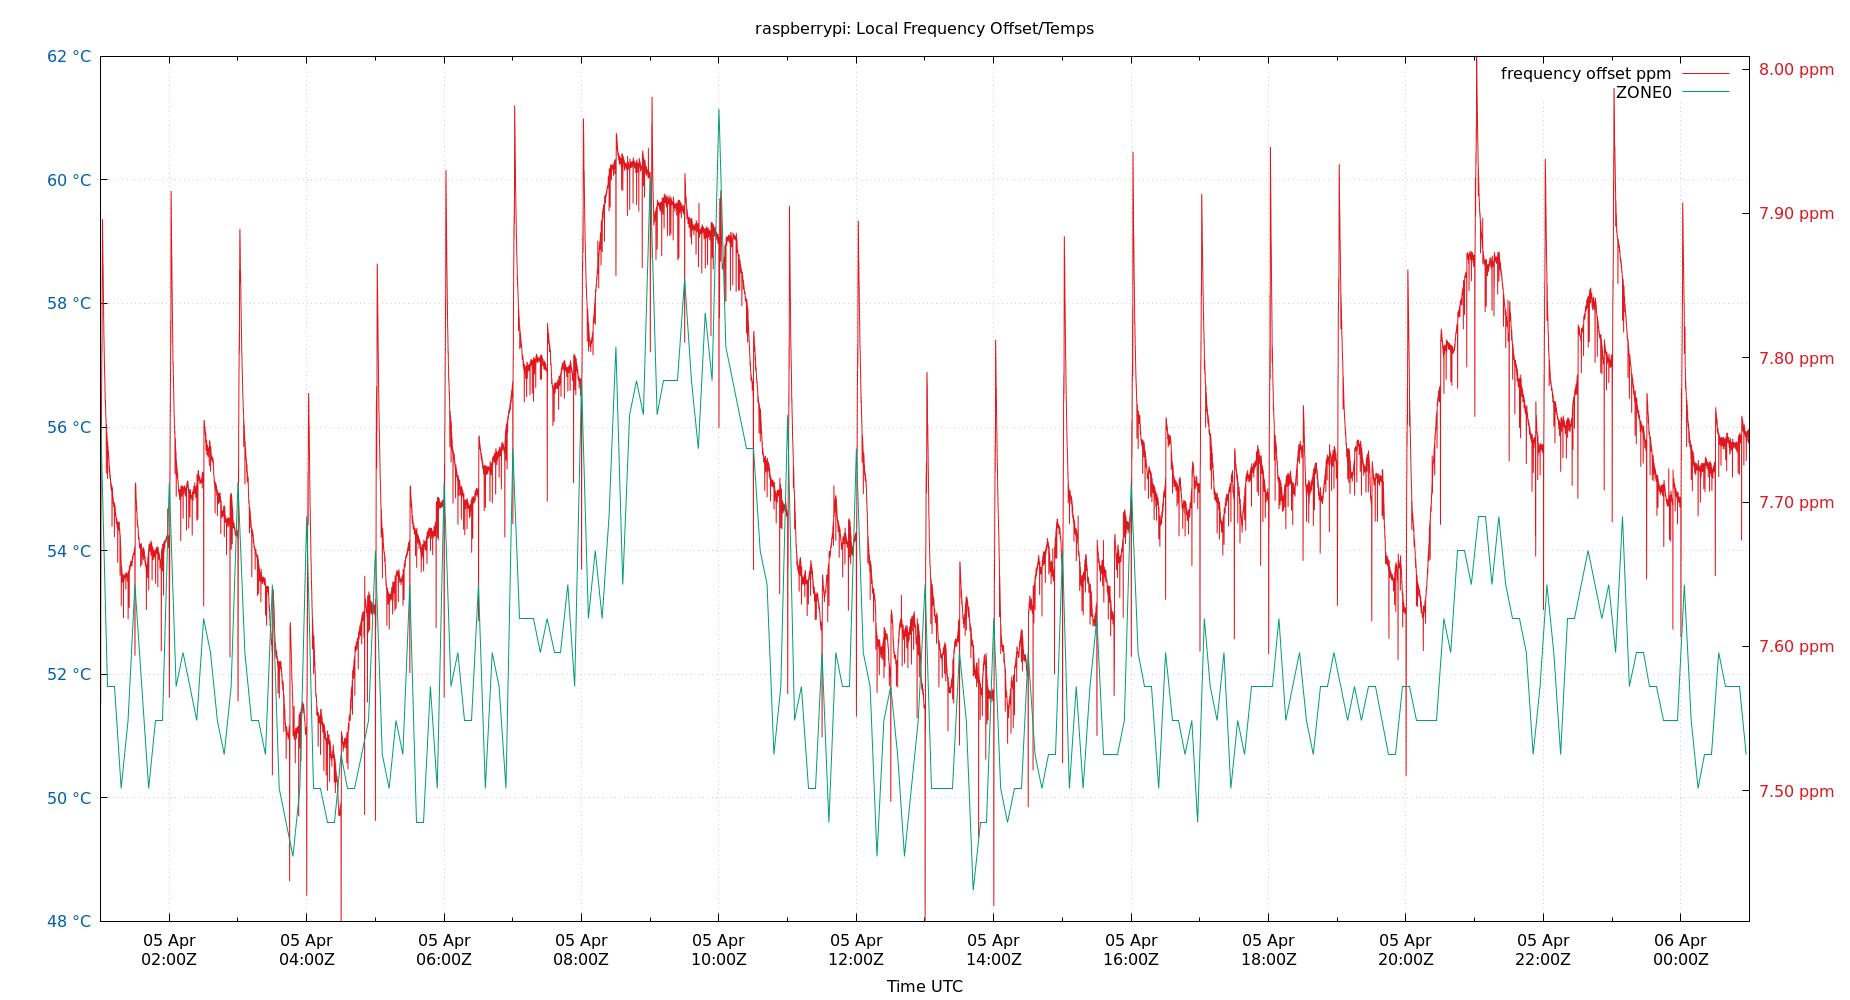 raspberrypi: Local Frequency Offset/Temps
62 °C
60 °C
58 °C
56 °C
54 °C
52 °C
50 °C
48 °C
8.00 ppm
7.90 ppm
7.80 ppm
7.70 ppm
7.60 ppm
7.50 ppm
frequency offset ppm
ZONE0
05 Apr
02:00Z
05 Apr
04:00Z
05 Apr
06:00Z
05 Apr
08:00Z
05 Apr
10:00Z
05 Apr
12:00Z
05 Apr
14:00Z
05 Apr
16:00Z
05 Apr
18:00Z
05 Apr
20:00Z
05 Apr
22:00Z
06 Apr
00:00Z
Time UTC